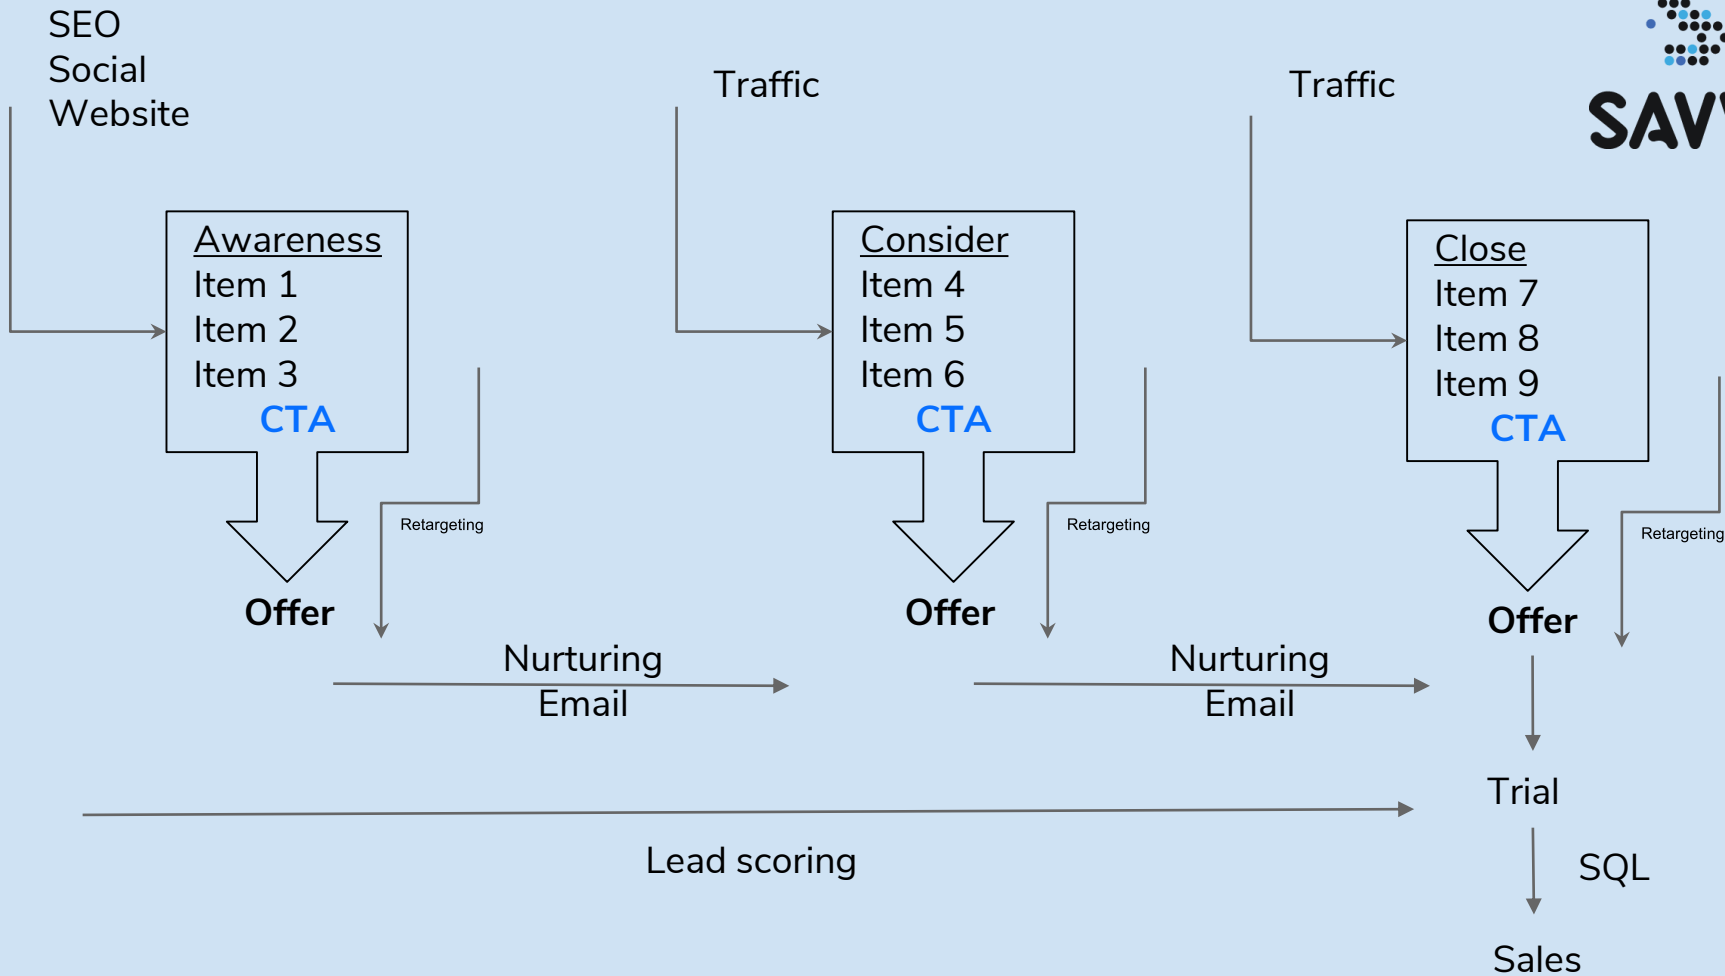 SEO
Social
Website
Traffic
Traffic
Awareness
Item 1
Item 2
Item 3
CTA
Consider
Item 4
Item 5
Item 6
CTA
Close
Item 7
Item 8
Item 9
CTA
Retargeting
Retargeting
Retargeting
Offer
Offer
Offer
Nurturing
Email
Nurturing
Email
Trial
Lead scoring
SQL
Sales